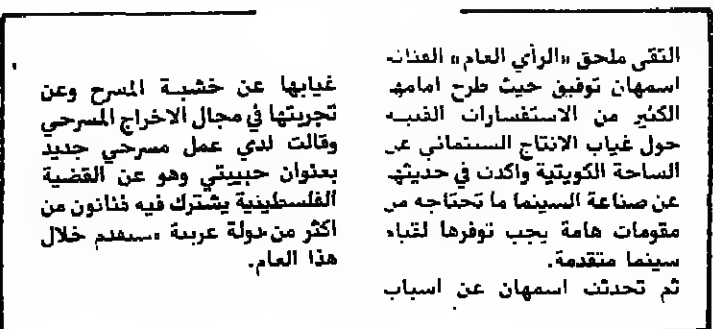 التقى ملحق «الرأي العام» الفنانه
اسمهان توفيق حيث طرح امامها
الكثير من الاستفسارات الفنيه
حول غياب الانتاج السينمائي عن
الساحة الكويتية واكدت في حديثها
عن صناعة السينما ما تحتاجه من
مقومات هامة يجب توفرها لقيام
سينما متقدمة.
ثم تحدثت اسمهان عن اسباب
غيابها عن خشبة المسرح وعن
تجربتها في مجال الاخراج المسرحي
وقالت لدي عمل مسرحي جديد
بعنوان حبيبتي وهو عن القضية
الفلسطينية يشترك فيه فنانون من
اكثر من دولة عربية سيقدم خلال
هذا العام.